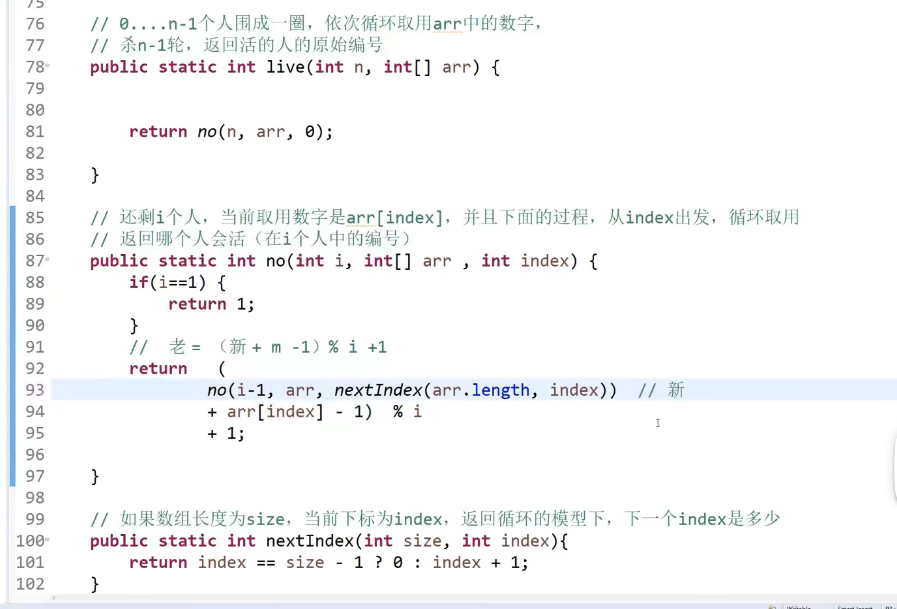 75
76 // 0....n-1个人围成一圈，依次循环取用arr中的数字，
77 // 杀n-1轮，返回活的人的原始编号
78 public static int live(int n, int[] arr) {
79
80
81 return no(n, arr, 0);
82
83 }
84
85 // 还剩i个人，当前取用数字是arr[index]，并且下面的过程，从index出发，循环取用
86 // 返回哪个人会活（在i个人中的编号）
87 public static int no(int i, int[] arr , int index) {
88 if(i==1) {
89 return 1;
90 }
91 // 老 = （新 + m -1）% i +1
92 return (
93 no(i-1, arr, nextIndex(arr.length, index)) // 新
94 + arr[index] - 1) % i
95 + 1;
96
97 }
98
99 // 如果数组长度为size，当前下标为index，返回循环的模型下，下一个index是多少
100 public static int nextIndex(int size, int index){
101 return index == size - 1 ? 0 : index + 1;
102 }